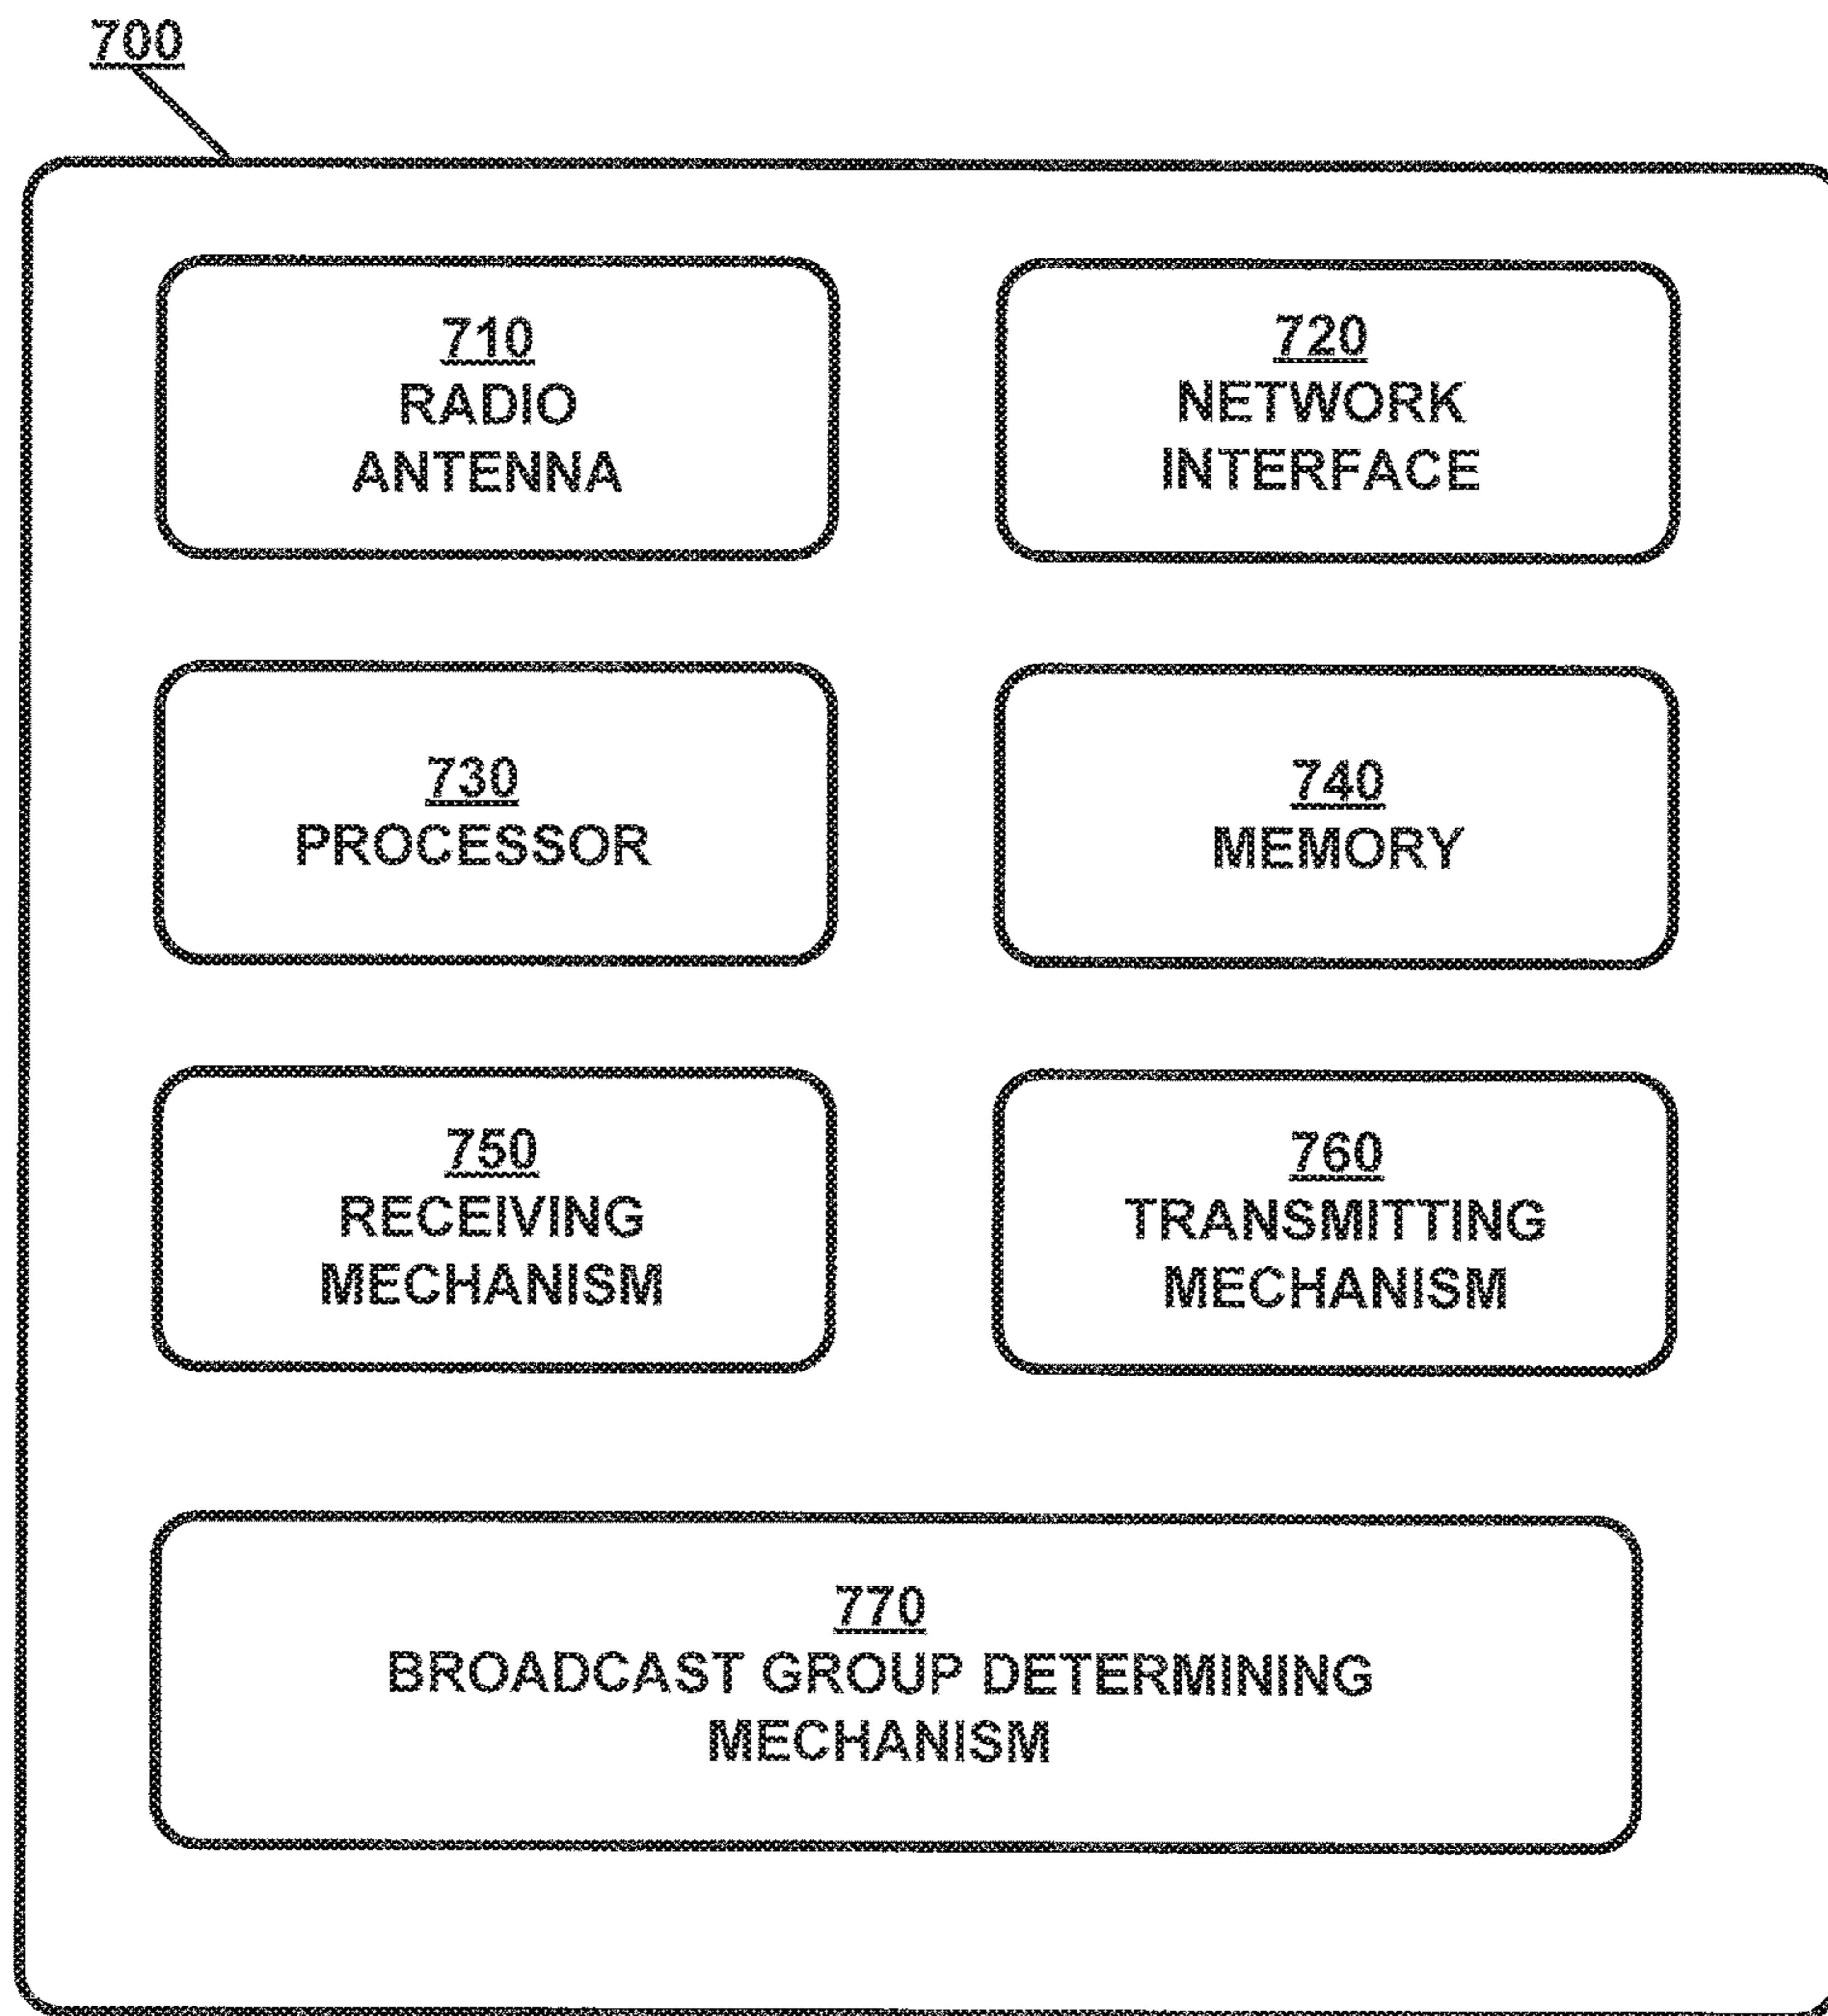 700
710
RADIO
ANTENNA
720
NETWORK
INTERFACE
730
PROCESSOR
740
MEMORY
750
RECEIVING
MECHANISM
760
TRANSMITTING
MECHANISM
770
BROADCAST GROUP DETERMINING
MECHANISM